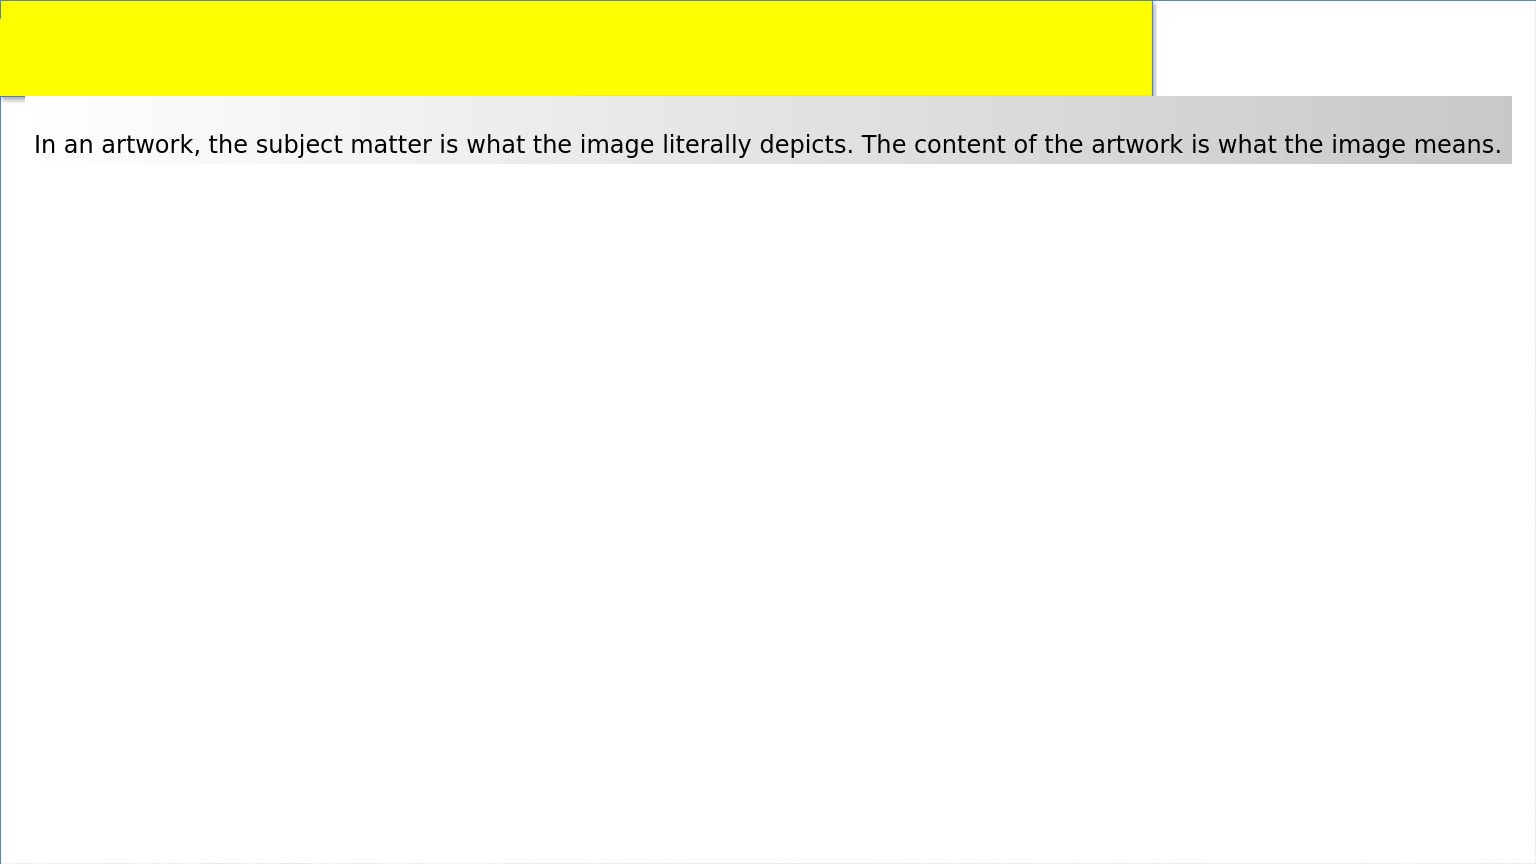 In an artwork, the subject matter is what the image literally depicts. The content of the artwork is what the image means.